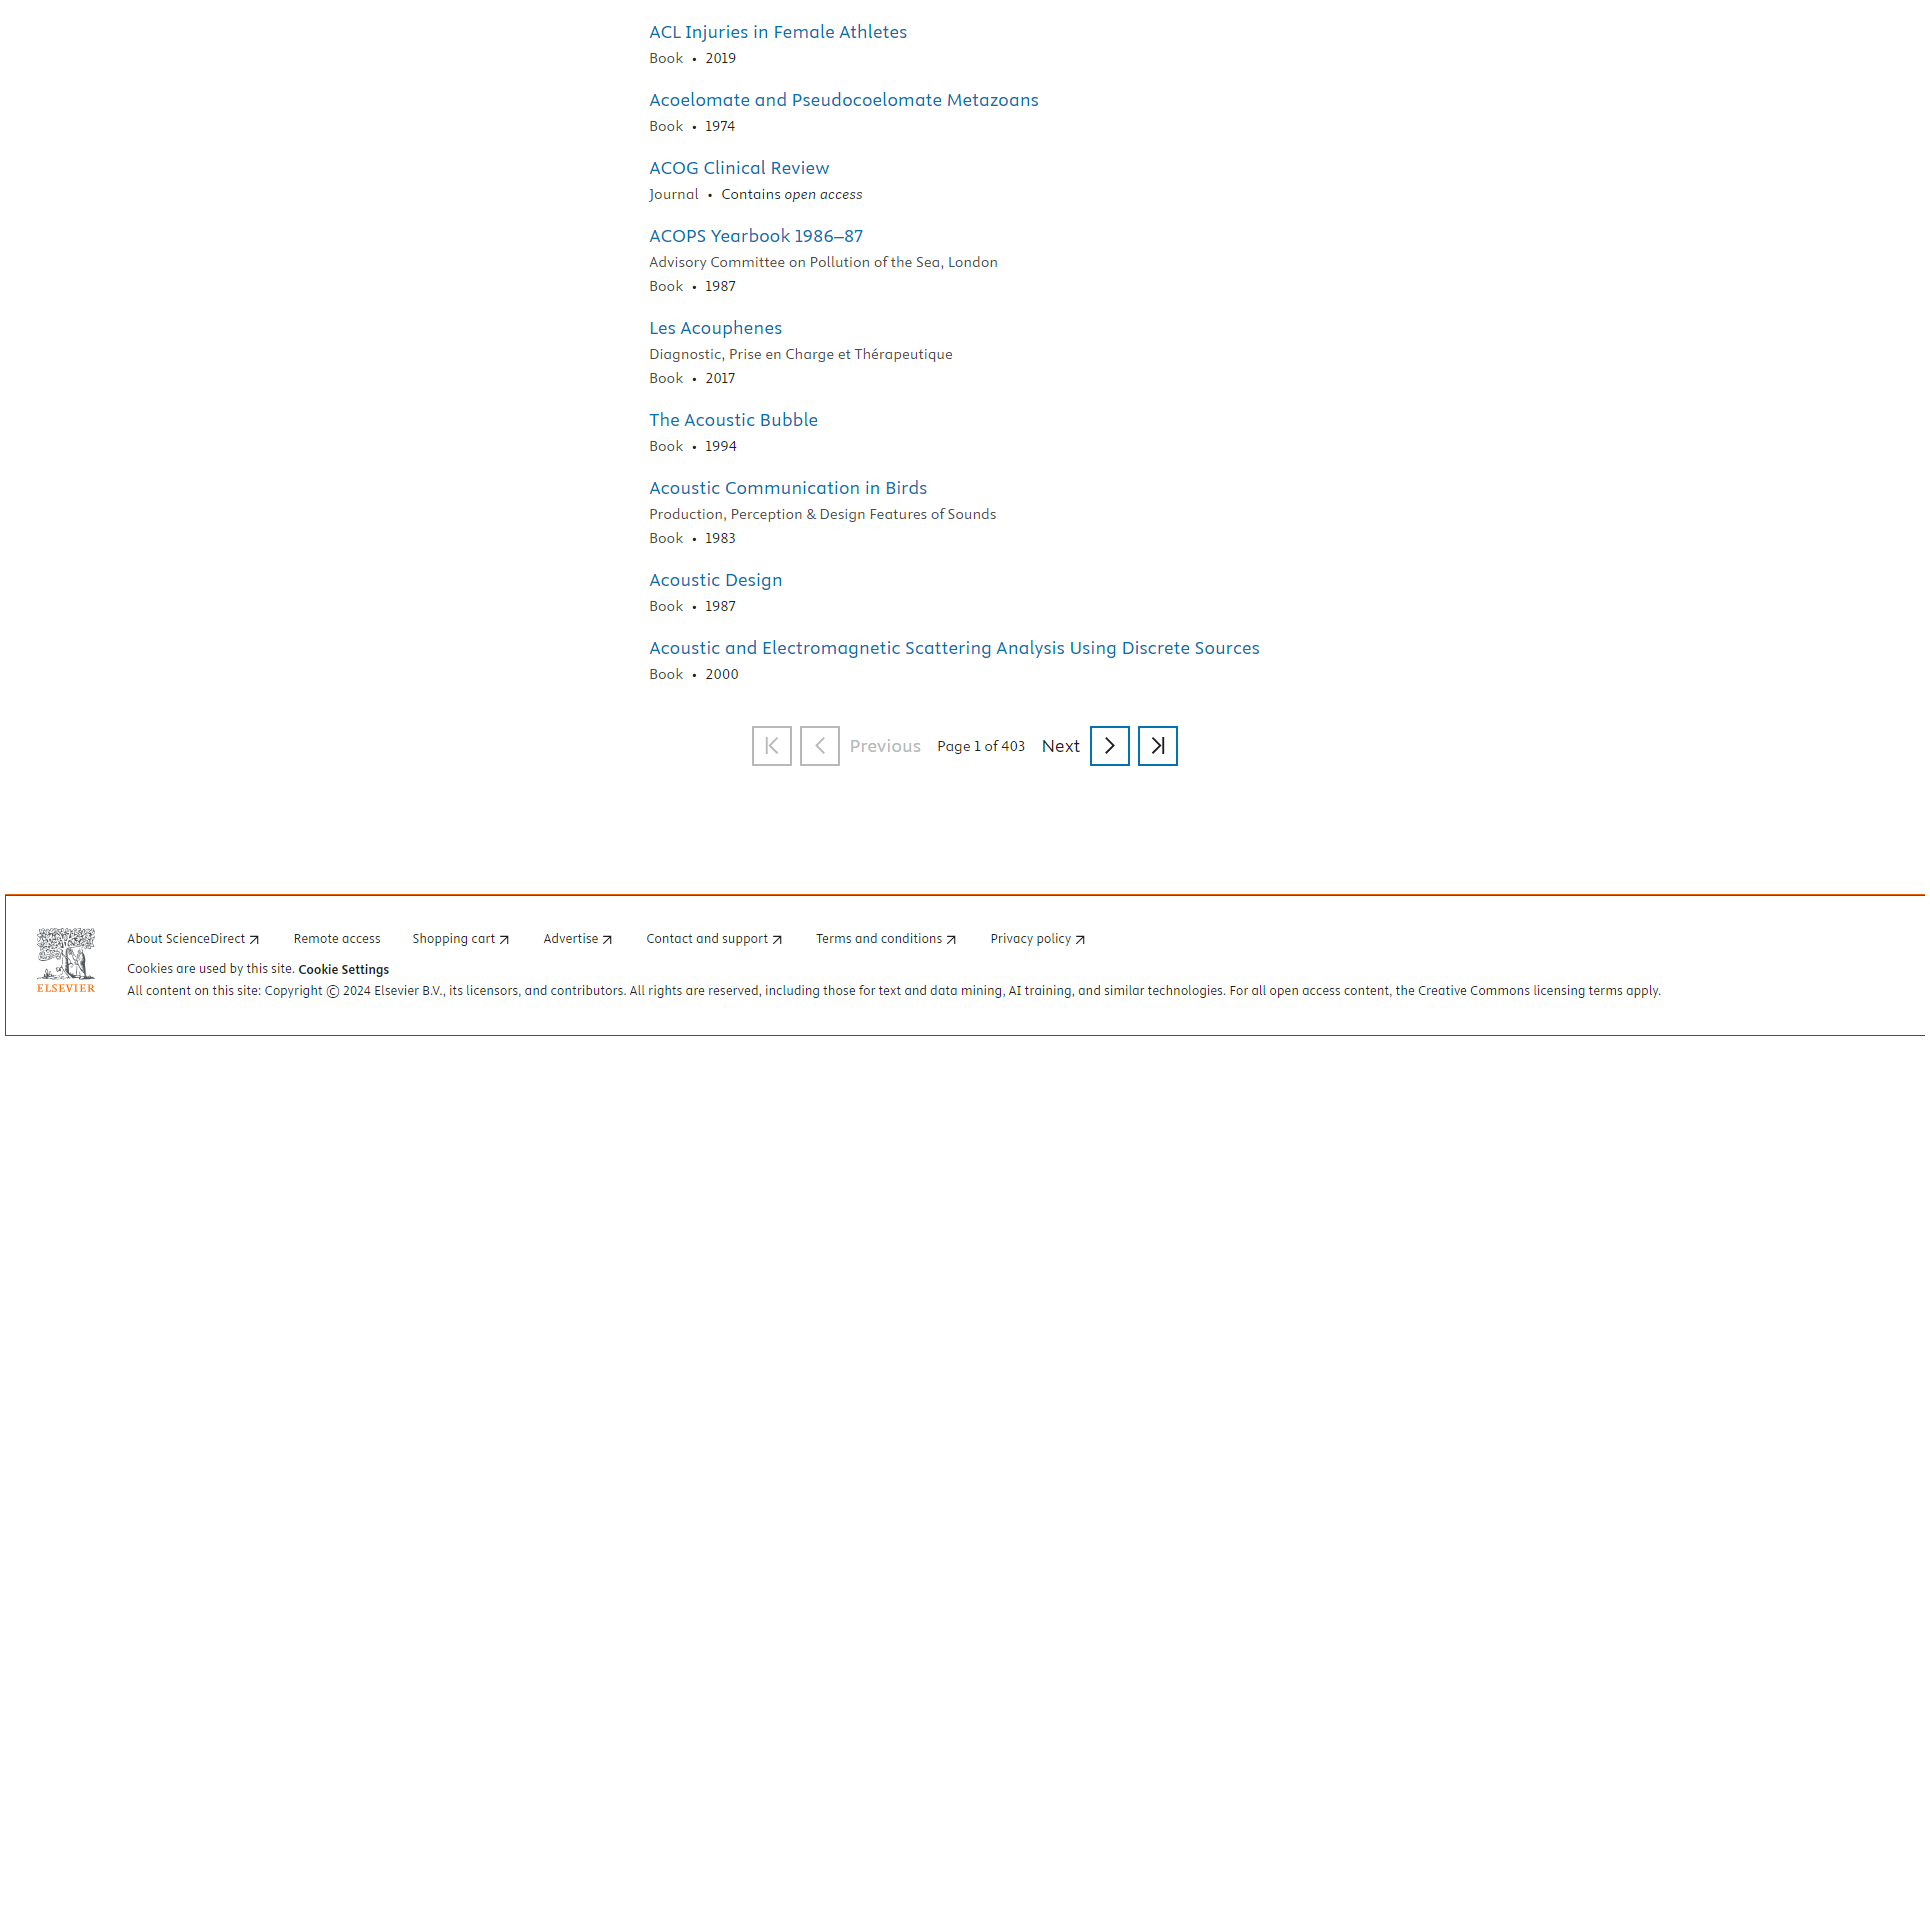 ACL Injuries in Female Athletes
Book • 2019
Acoelomate and Pseudocoelomate Metazoans
Book • 1974
ACOG Clinical Review
Journal • Contains open access
ACOPS Yearbook 1986–87
Advisory Committee on Pollution of the Sea, London
Book • 1987
Les Acouphenes
Diagnostic, Prise en Charge et Thérapeutique
Book • 2017
The Acoustic Bubble
Book • 1994
Acoustic Communication in Birds
Production, Perception & Design Features of Sounds
Book • 1983
Acoustic Design
Book • 1987
Acoustic and Electromagnetic Scattering Analysis Using Discrete Sources
Book • 2000
Previous Page 1 of 403 Next
About ScienceDirect Remote access Shopping cart Advertise Contact and support Terms and conditions Privacy policy
Cookies are used by this site. Cookie Settings
ELSEVIER All content on this site: Copyright © 2024 Elsevier B.V., its licensors, and contributors. All rights are reserved, including those for text and data mining, AI training, and similar technologies. For all open access content, the Creative Commons licensing terms apply.